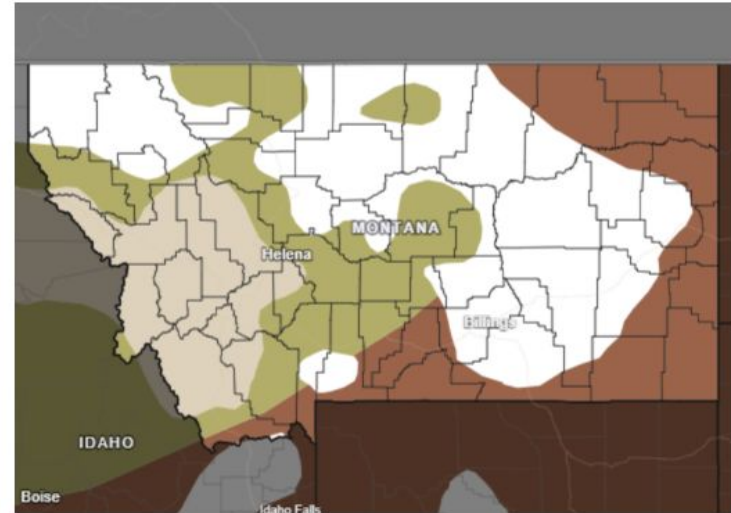 MONTANA
Helena
Billings
IDAHO
Boise
Idaho Falls